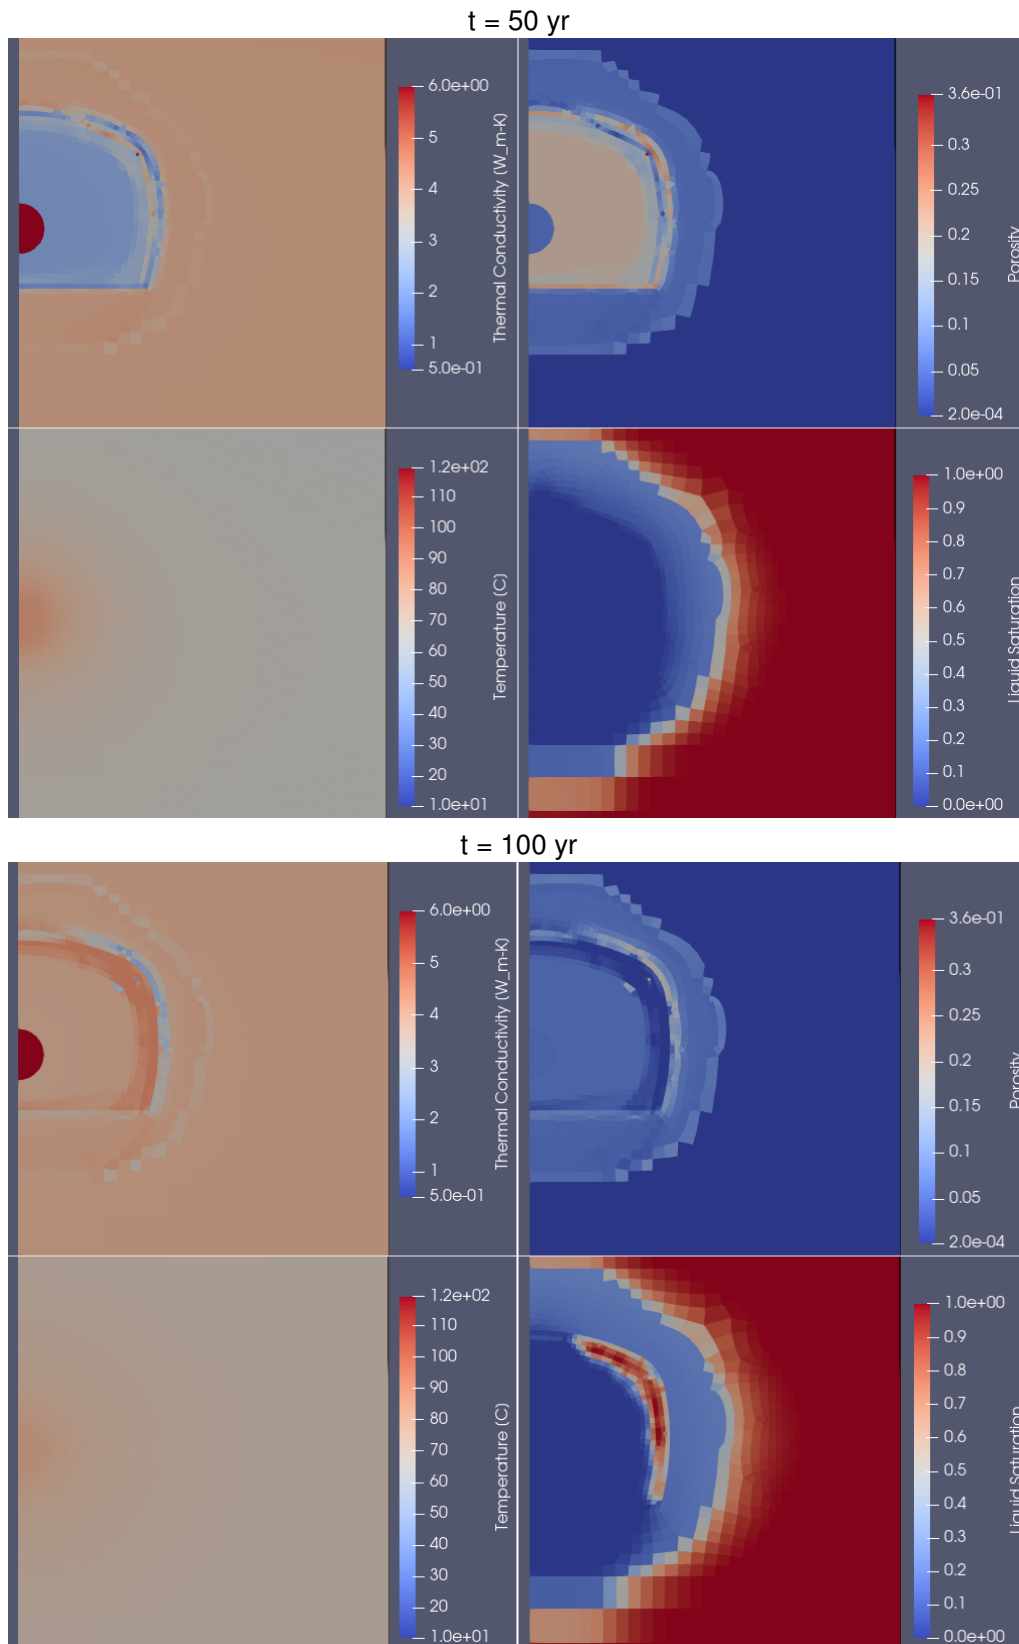 t = 50 yr
6.0e+00
5
4
3
2
1
5.0e-01
Thermal Conductivity (W_m-K)
3.6e-01
0.3
0.25
0.2
0.15
0.1
0.05
2.0e-04
Porosity
1.2e+02
110
100
90
80
70
60
50
40
30
20
1.0e+01
Temperature (C)
1.0e+00
0.9
0.8
0.7
0.6
0.5
0.4
0.3
0.2
0.1
0.0e+00
Liquid Saturation
t = 100 yr
6.0e+00
5
4
3
2
1
5.0e-01
Thermal Conductivity (W_m-K)
3.6e-01
0.3
0.25
0.2
0.15
0.1
0.05
2.0e-04
Porosity
1.2e+02
110
100
90
80
70
60
50
40
30
20
1.0e+01
Temperature (C)
1.0e+00
0.9
0.8
0.7
0.6
0.5
0.4
0.3
0.2
0.1
0.0e+00
Liquid Saturation